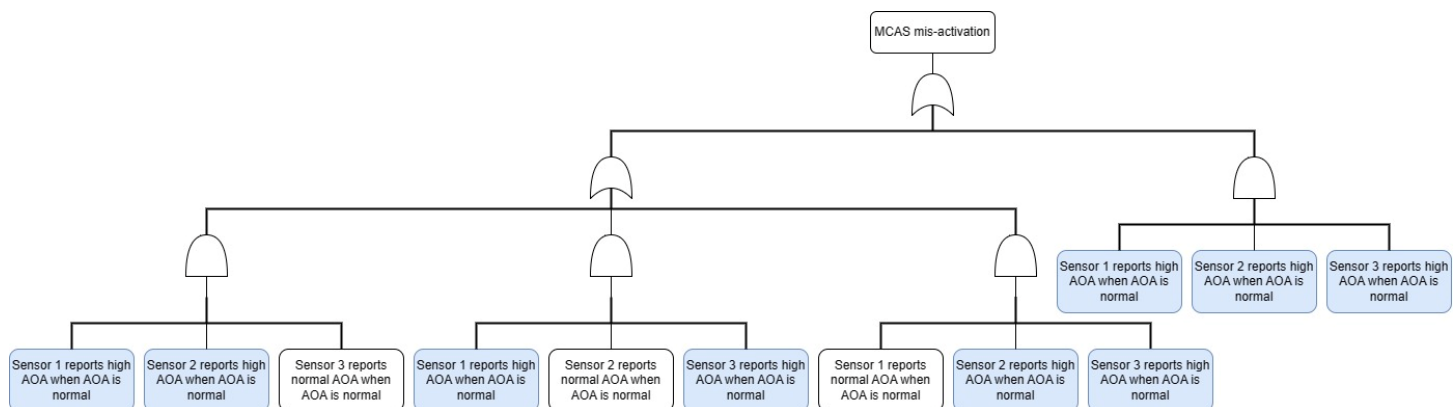 MCAS mis-activation
Sensor 1 reports high
AOA when AOA is
normal
Sensor 2 reports high
AOA when AOA is
normal
Sensor 3 reports high
AOA when AOA is
normal
Sensor 1 reports high
AOA when AOA is
normal
Sensor 2 reports high
AOA when AOA is
normal
Sensor 3 reports
normal AOA when
AOA is normal
Sensor 1 reports high
AOA when AOA is
normal
Sensor 2 reports
normal AOA when
AOA is normal
Sensor 3 reports high
AOA when AOA is
normal
Sensor 1 reports
normal AOA when
AOA is normal
Sensor 2 reports high
AOA when AOA is
normal
Sensor 3 reports high
AOA when AOA is
normal